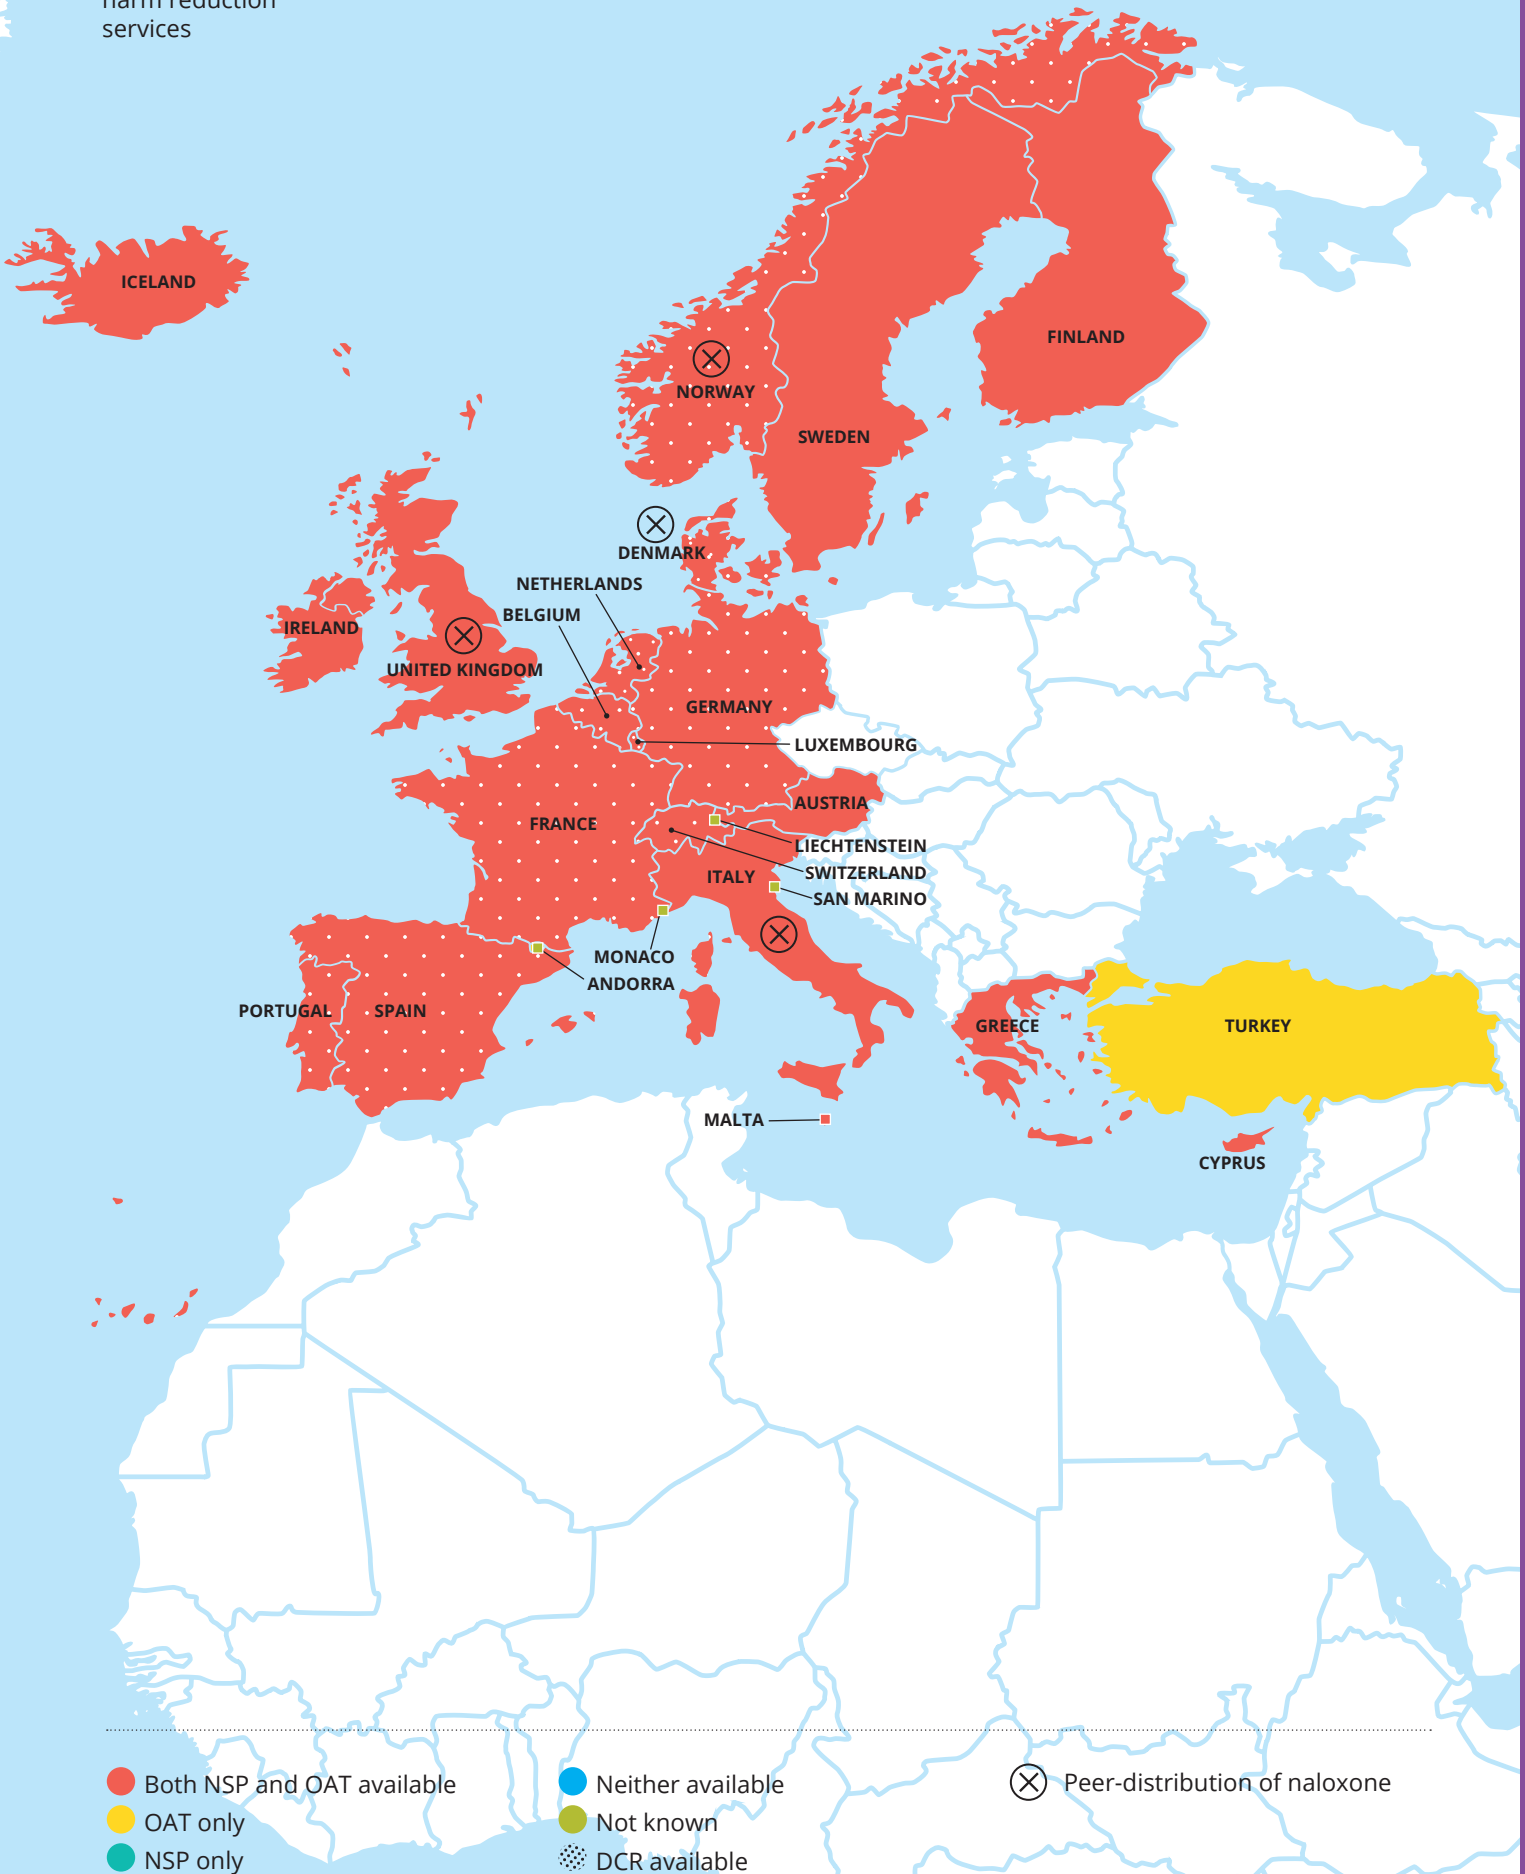 harm reduction
services
ICELAND
FINLAND
NORWAY
SWEDEN
DENMARK
NETHERLANDS
BELGIUM
IRELAND
UNITED KINGDOM
GERMANY
LUXEMBOURG
AUSTRIA
FRANCE
LIECHTENSTEIN
SWITZERLAND
ITALY
SAN MARINO
MONACO
ANDORRA
PORTUGAL
SPAIN
GREECE
TURKEY
MALTA
CYPRUS
Both NSP and OAT available
OAT only
NSP only
Neither available
Not known
DCR available
Peer-distribution of naloxone